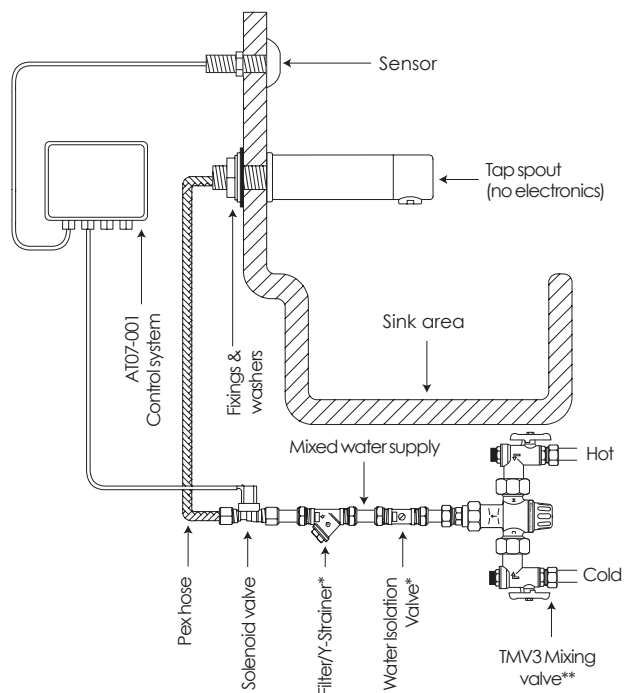 Sensor
Tap spout
(no electronics)
AT07-001
Control system
Fixings &
washers
Sink area
Mixed water supply
Hot
Cold
Pex hose
Solenoid valve
Filter/Y-Strainer*
Water Isolation
Valve*
TMV3 Mixing
valve**